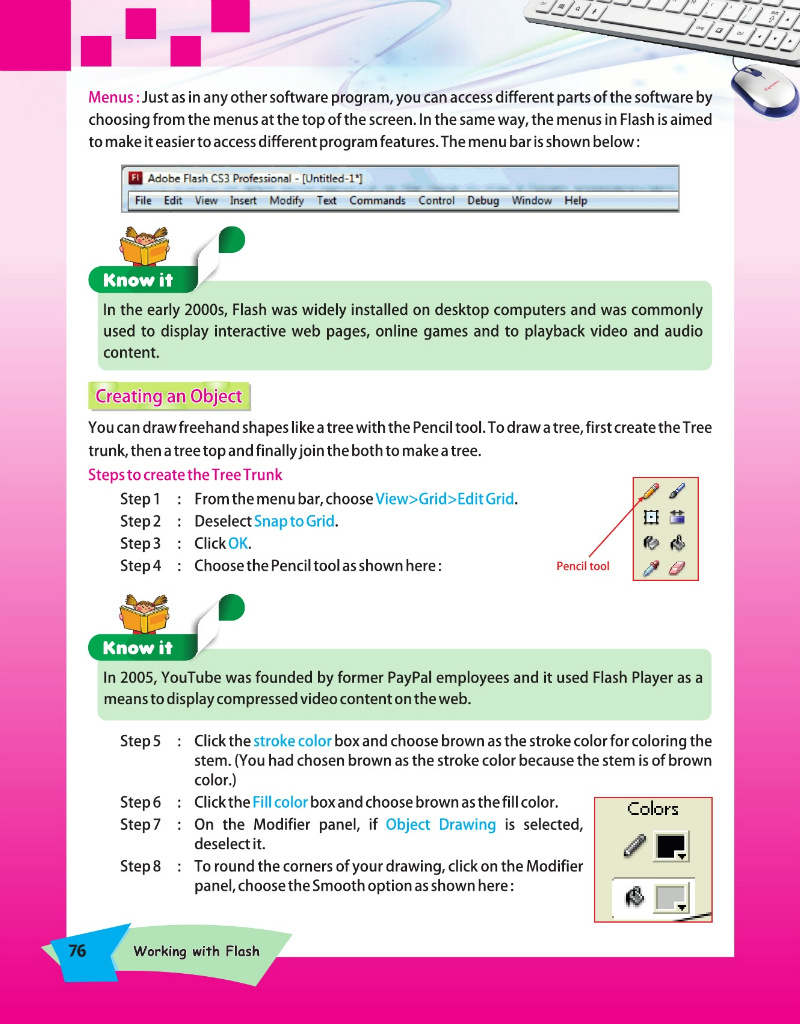 Menus : Just as in any other software program, you can access different parts of the software by
choosing from the menus at the top of the screen. In the same way, the menus in Flash is aimed
to make it easier to access different program features. The menu bar is shown below :
Adobe Flash CS3 Professional - [Untitled-1*]
File Edit View Insert Modify Text Commands Control Debug Window Help
Know it
In the early 2000s, Flash was widely installed on desktop computers and was commonly
used to display interactive web pages, online games and to playback video and audio
content.
Creating an Object
You can draw freehand shapes like a tree with the Pencil tool. To draw a tree, first create the Tree
trunk, then a tree top and finally join the both to make a tree.
Steps to create the Tree Trunk
Step 1 : From the menu bar, choose View>Grid>Edit Grid.
Step 2 : Deselect Snap to Grid.
Step 3 : Click OK.
Step 4 : Choose the Pencil tool as shown here :
Pencil tool
Know it
In 2005, YouTube was founded by former PayPal employees and it used Flash Player as a
means to display compressed video content on the web.
Step 5 : Click the stroke color box and choose brown as the stroke color for coloring the
stem. (You had chosen brown as the stroke color because the stem is of brown
color.)
Step 6 : Click the Fill color box and choose brown as the fill color.
Step 7 : On the Modifier panel, if Object Drawing is selected,
deselect it.
Step 8 : To round the corners of your drawing, click on the Modifier
panel, choose the Smooth option as shown here :
Colors
76
Working with Flash